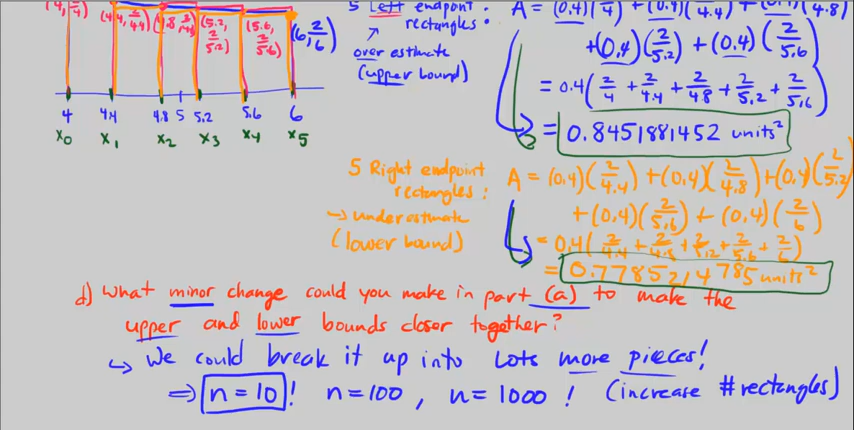 5 Left endpoint rectangles:
over estimate
(upper bound)
A = (0.4)(2/4) + (0.4)(2/4.4) + (0.4)(2/4.8)
+(0.4)(2/5.2) + (0.4)(2/5.6)
= 0.4(2/4 + 2/4.4 + 2/4.8 + 2/5.2 + 2/5.6)
= 0.8451881452 units²
(4.4, 2/4.4) (5.2, 2/5.2) (5.6, 2/5.6) (6, 2/6)
4 4.4 4.8 5 5.2 5.6 6
x₀ x₁ x₂ x₃ x₄ x₅
5 Right endpoint rectangles:
→ underestimate
(lower bound)
A = (0.4)(2/4.4) + (0.4)(2/4.8) + (0.4)(2/5.2)
+ (0.4)(2/5.6) + (0.4)(2/6)
= 0.4(2/4.4 + 2/4.8 + 2/5.2 + 2/5.6 + 2/6)
= 0.7785214785 units²
d) What minor change could you make in part (a) to make the
upper and lower bounds closer together?
↳ We could break it up into Lots more pieces!
⇒ n=10! n=100, n=1000! (increase #rectangles)